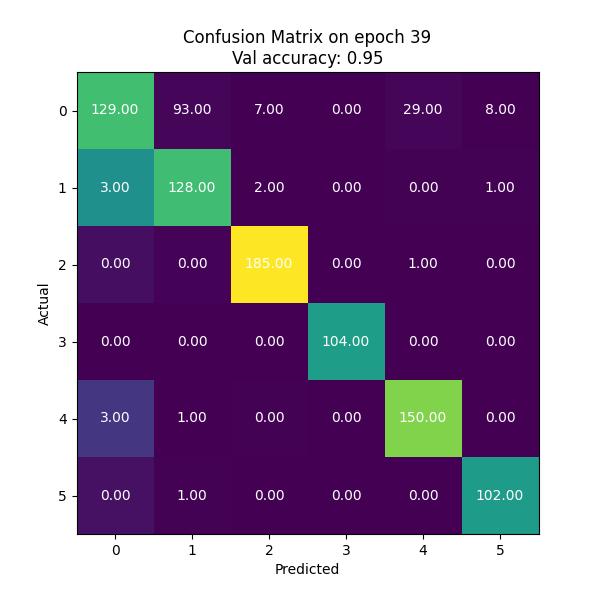 Confusion Matrix on epoch 39
Val accuracy: 0.95
0 129.00 93.00 7.00 0.00 29.00 8.00
1 3.00 128.00 2.00 0.00 0.00 1.00
2 0.00 0.00 185.00 0.00 1.00 0.00
Actual
3 0.00 0.00 0.00 104.00 0.00 0.00
4 3.00 1.00 0.00 0.00 150.00 0.00
5 0.00 1.00 0.00 0.00 0.00 102.00
0 1 2 3 4 5
Predicted